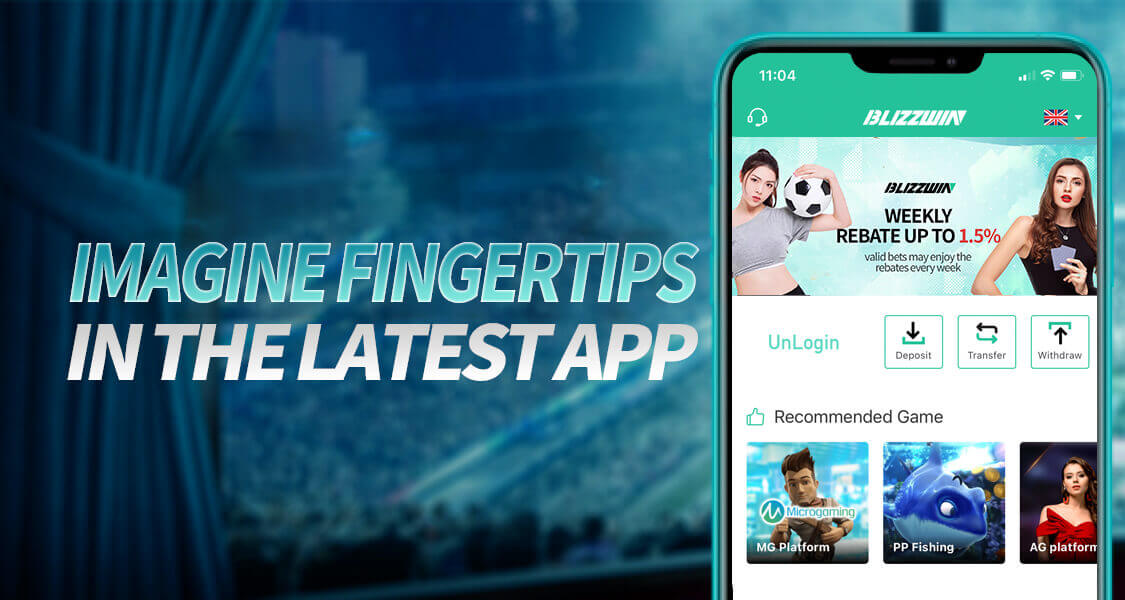 IMAGINE FINGERTIPS
IN THE LATEST APP
11:04
BLIZZWIN
BLIZZWIN
WEEKLY
REBATE UP TO 1.5%
valid bets may enjoy the
rebates every week
UnLogin
Deposit
Transfer
Withdraw
Recommended Game
Microgaming
MG Platform
PP Fishing
AG platform